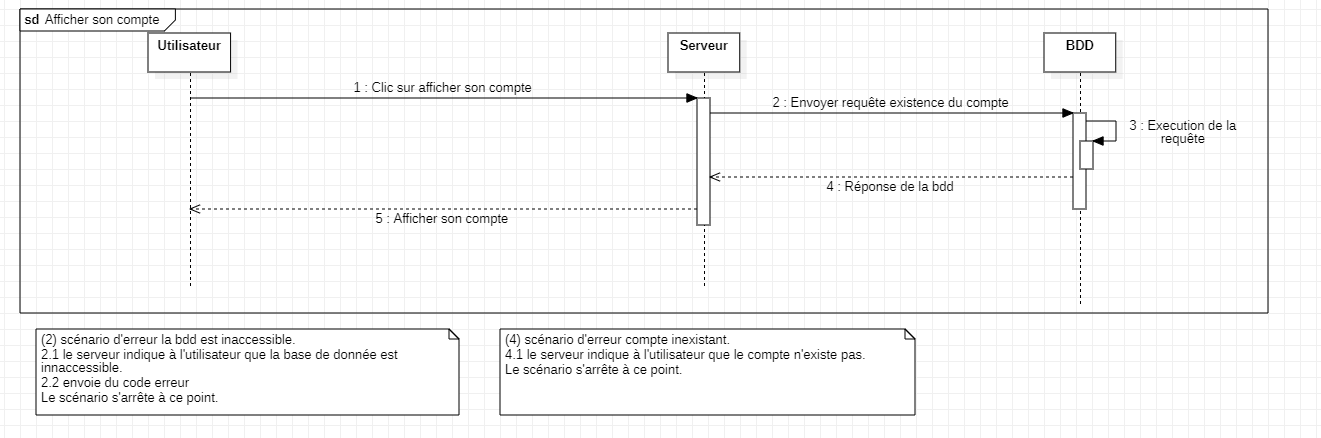 sd Afficher son compte
Utilisateur
Serveur
BDD
1 : Clic sur afficher son compte
2 : Envoyer requête existence du compte
3 : Execution de la
requête
4 : Réponse de la bdd
5 : Afficher son compte
(2) scénario d'erreur la bdd est inaccessible.
2.1 le serveur indique à l'utilisateur que la base de donnée est
innaccessible.
2.2 envoie du code erreur
Le scénario s'arrête à ce point.
(4) scénario d'erreur compte inexistant.
4.1 le serveur indique à l'utilisateur que le compte n'existe pas.
Le scénario s'arrête à ce point.